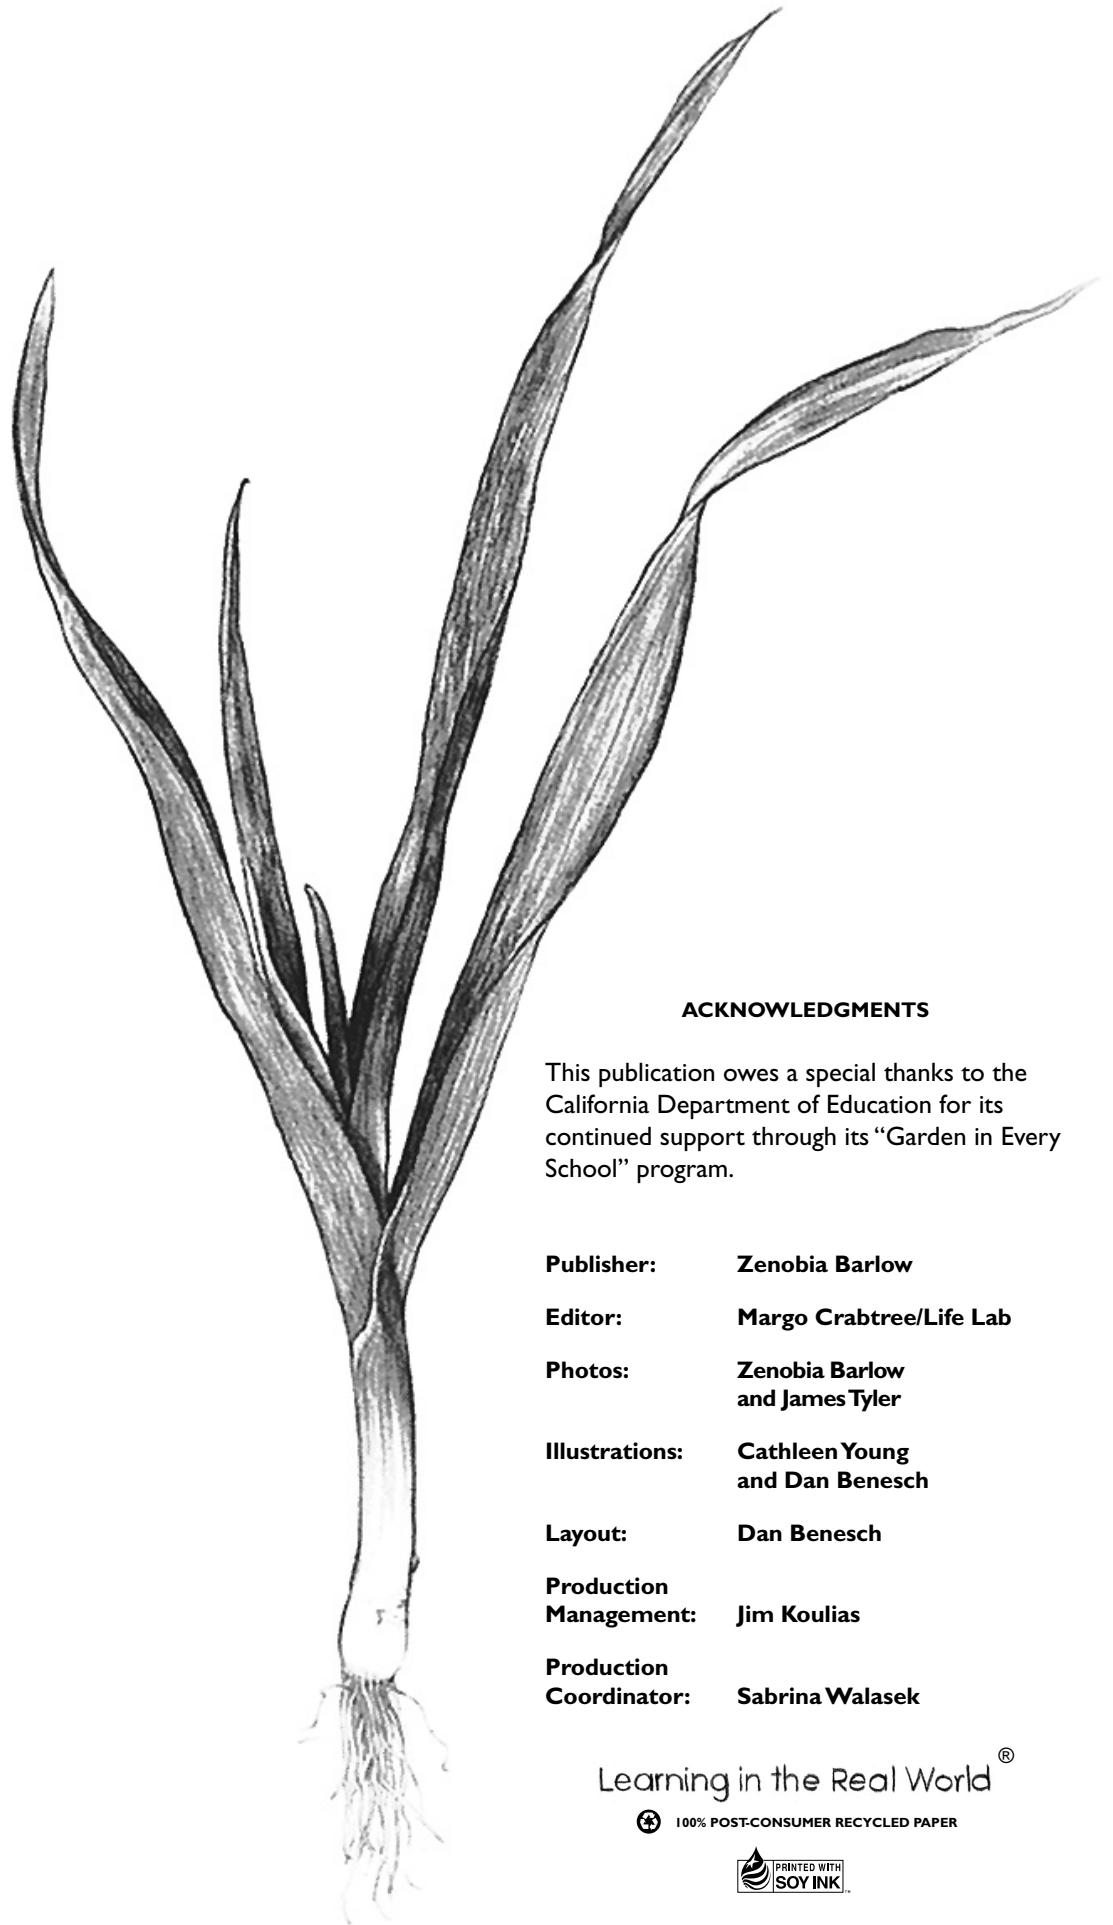 ACKNOWLEDGMENTS
This publication owes a special thanks to the
California Department of Education for its
continued support through its “Garden in Every
School” program.
Publisher: Zenobia Barlow
Editor: Margo Crabtree/Life Lab
Photos: Zenobia Barlow
and James Tyler
Illustrations: Cathleen Young
and Dan Benesch
Layout: Dan Benesch
Production
Management: Jim Koulias
Production
Coordinator: Sabrina Walasek
Learning in the Real World ®
100% POST-CONSUMER RECYCLED PAPER
PRINTED WITH
SOY INK™